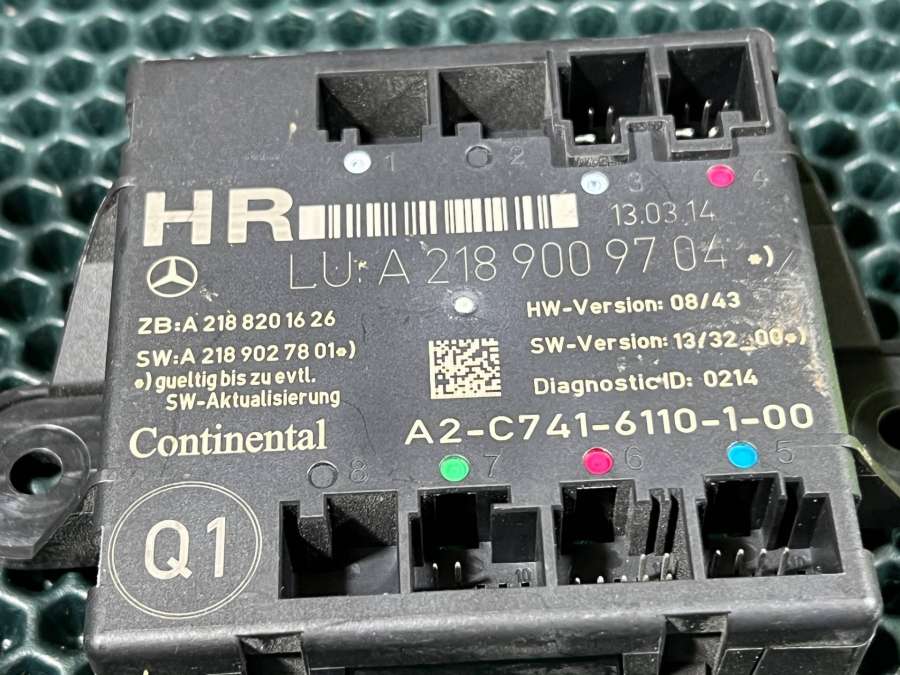 1 2 3 4
HR
13.03.14
LU: A 218 900 97 04 *)
ZB: A 218 820 16 26
HW-Version: 08/43
SW: A 218 902 78 01 *)
SW-Version: 13/32_00 *)
*) gueltig bis zu evtl.
SW-Aktualisierung
Diagnostic ID: 0214
Continental
A2-C741-6110-1-00
8 7 6 5
Q1
10